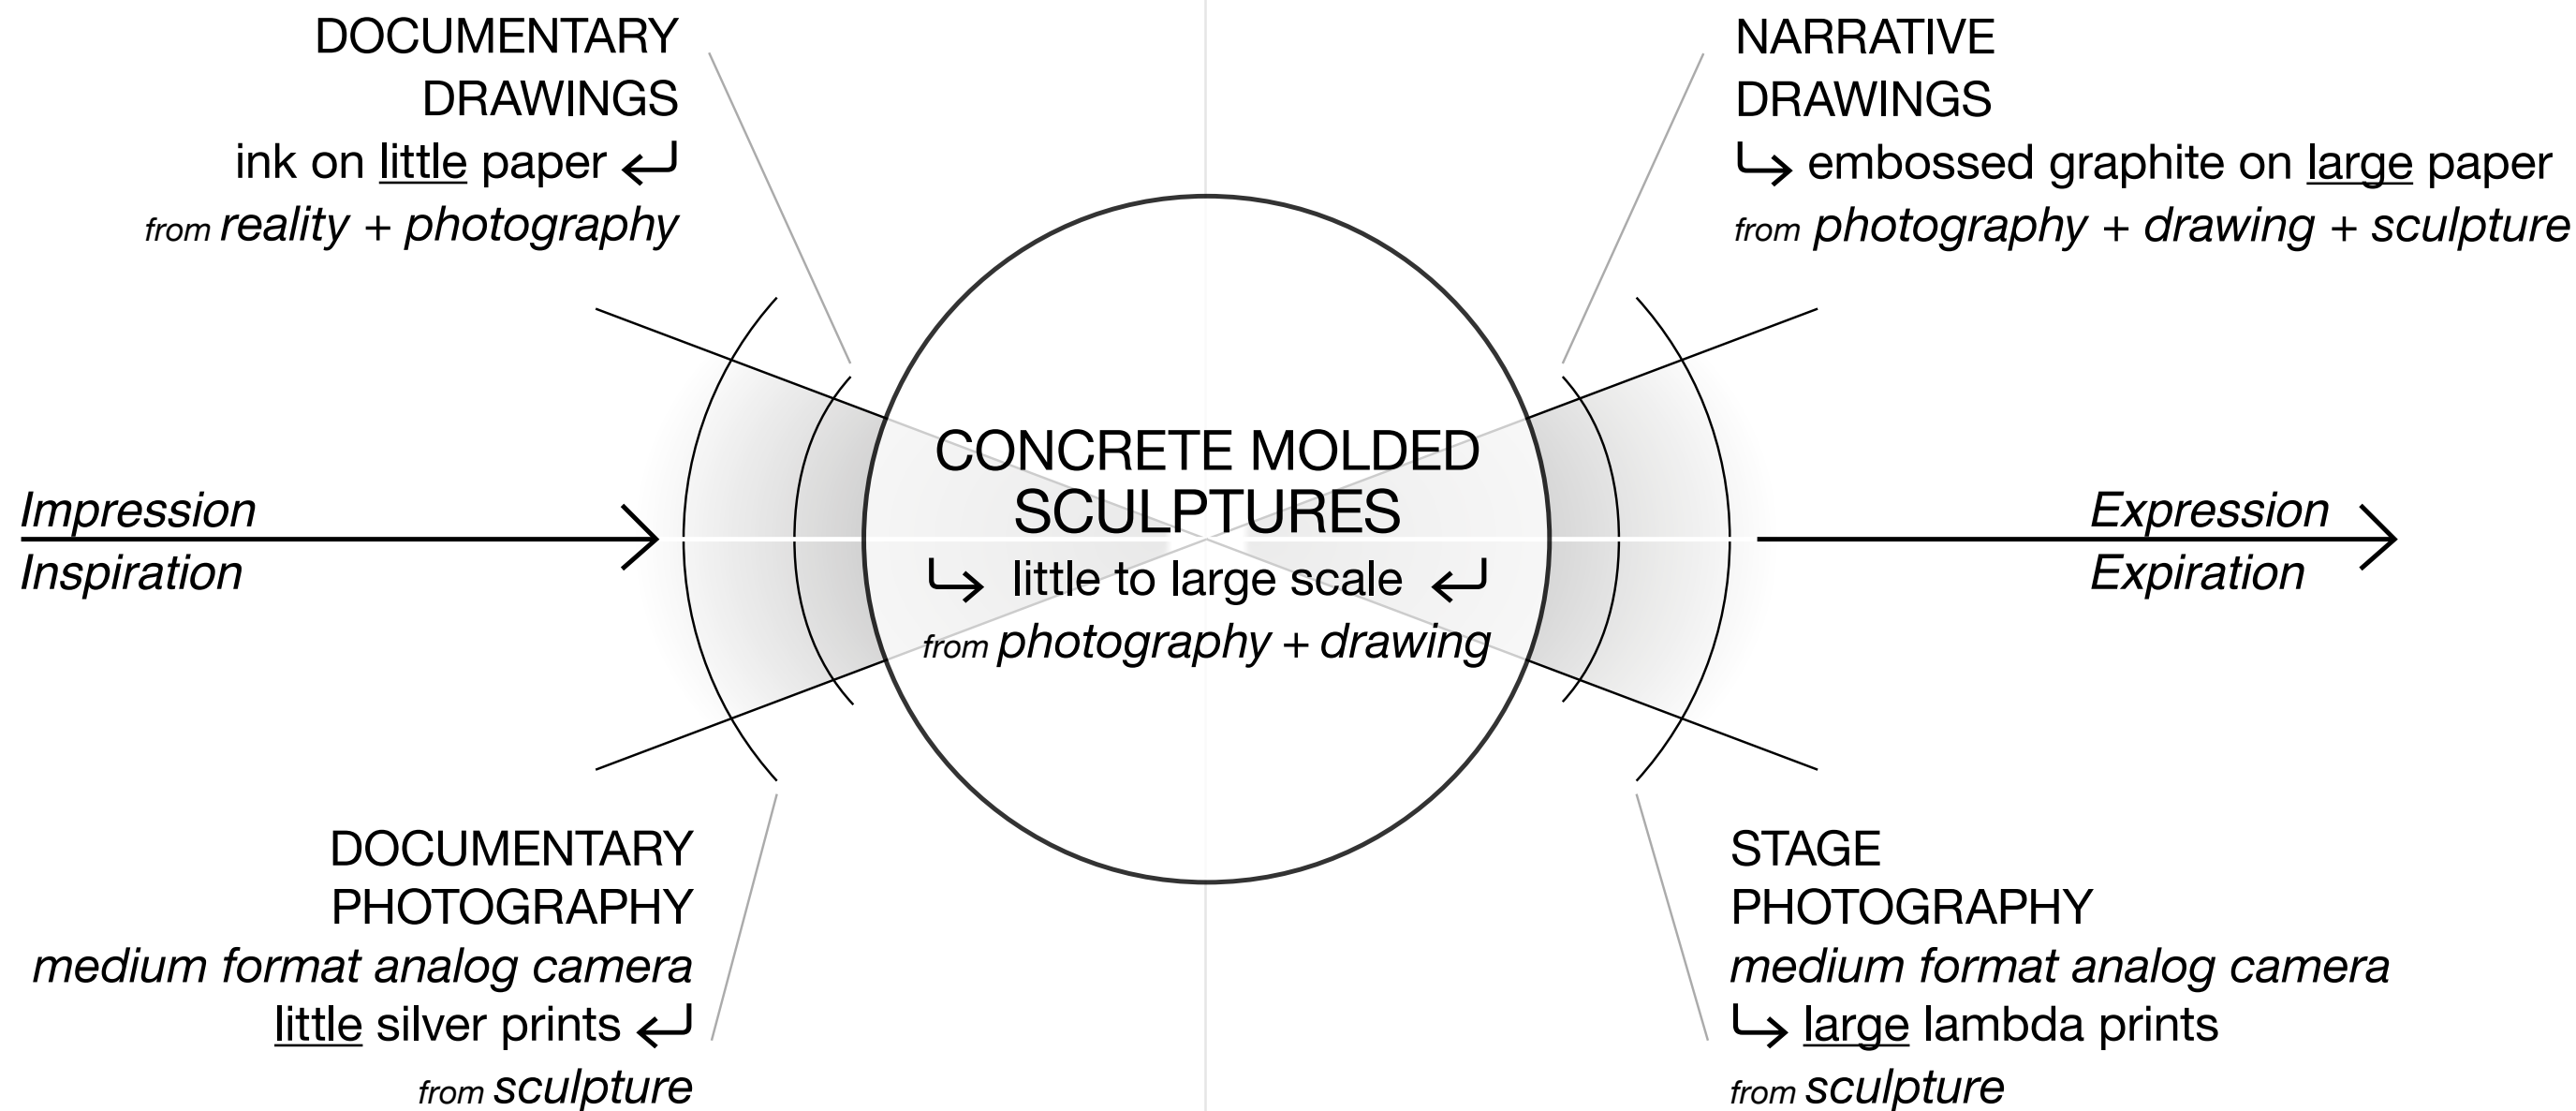 DOCUMENTARY
DRAWINGS
ink on little paper
from reality + photography
NARRATIVE
DRAWINGS
embossed graphite on large paper
from photography + drawing + sculpture
Impression
Inspiration
CONCRETE MOLDED
SCULPTURES
little to large scale
from photography + drawing
Expression
Expiration
DOCUMENTARY
PHOTOGRAPHY
medium format analog camera
little silver prints
from sculpture
STAGE
PHOTOGRAPHY
medium format analog camera
large lambda prints
from sculpture